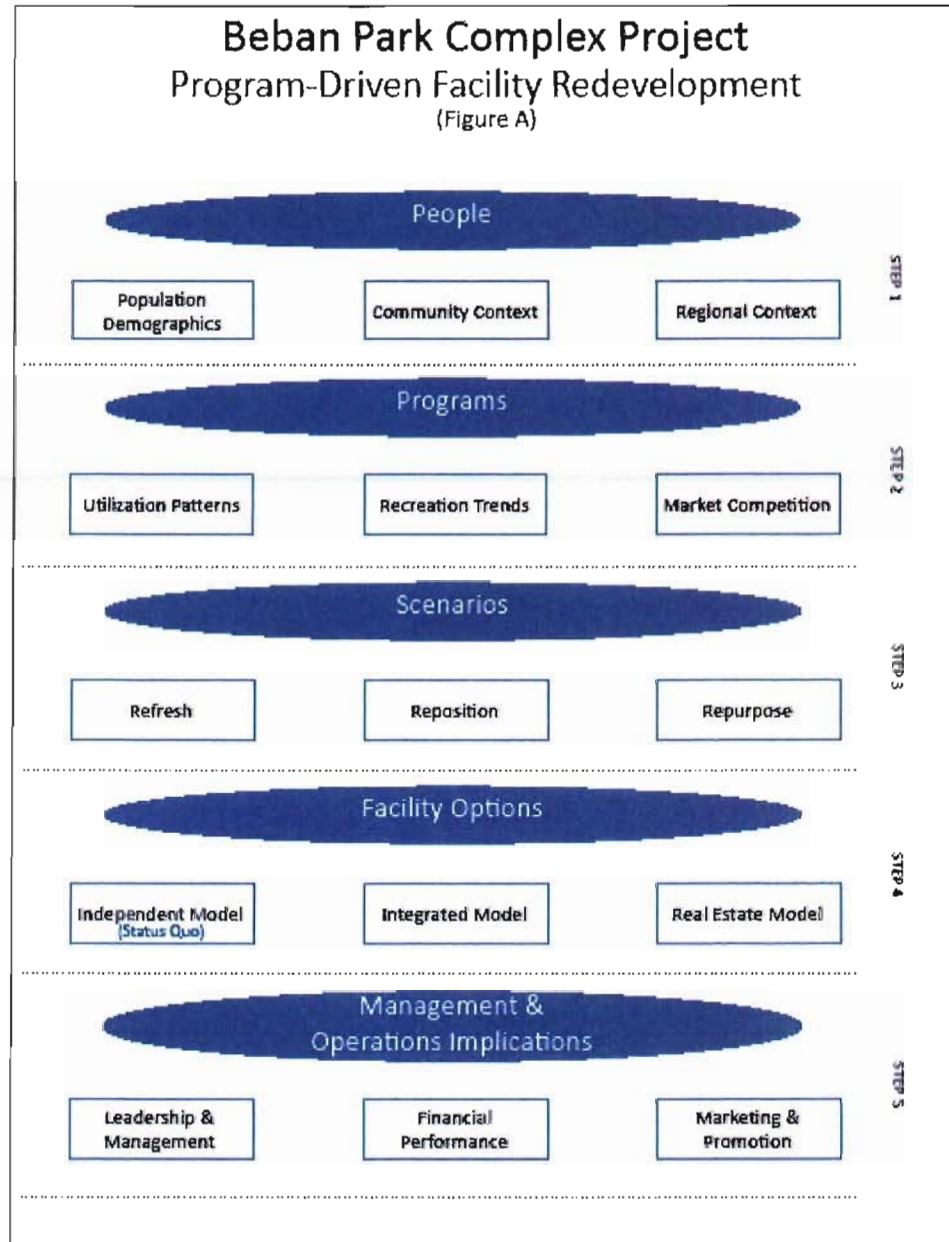 Beban Park Complex Project
Program-Driven Facility Redevelopment
(Figure A)
People
Population
Demographics
Community Context
Regional Context
STEP 1
Programs
Utilization Patterns
Recreation Trends
Market Competition
STEP 2
Scenarios
Refresh
Reposition
Repurpose
STEP 3
Facility Options
Independent Model
(Status Quo)
Integrated Model
Real Estate Model
STEP 4
Management &
Operations Implications
Leadership &
Management
Financial
Performance
Marketing &
Promotion
STEP 5